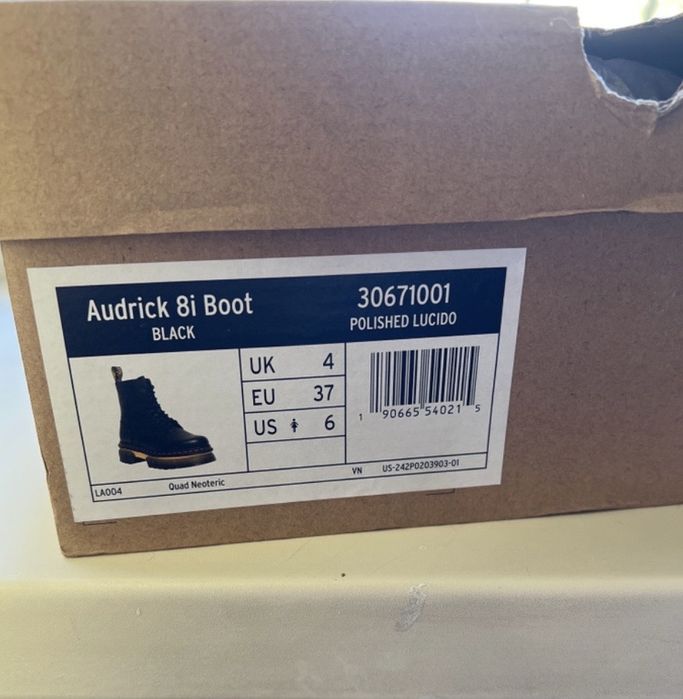 Audrick 8i Boot
BLACK
30671001
POLISHED LUCIDO
UK 4
EU 37
US 6
1 90665 54021 5
LA004 Quad Neoteric VN US-242P0203903-01